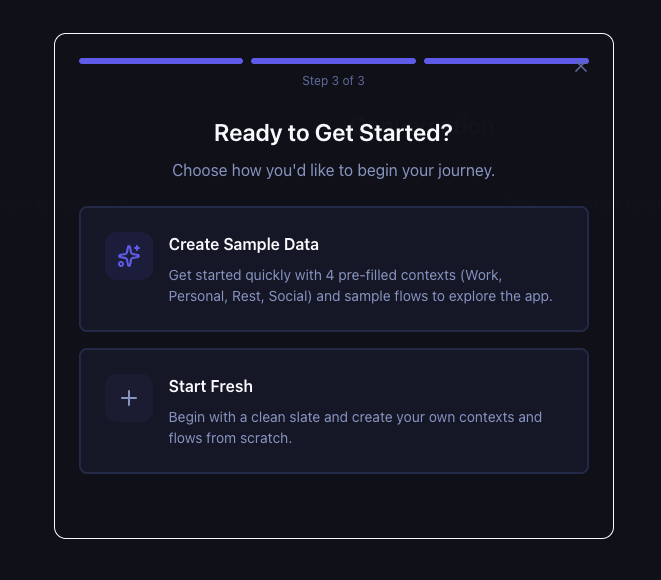 Step 3 of 3
Ready to Get Started?
Choose how you'd like to begin your journey.
Create Sample Data
Get started quickly with 4 pre-filled contexts (Work,
Personal, Rest, Social) and sample flows to explore the app.
Start Fresh
Begin with a clean slate and create your own contexts and
flows from scratch.